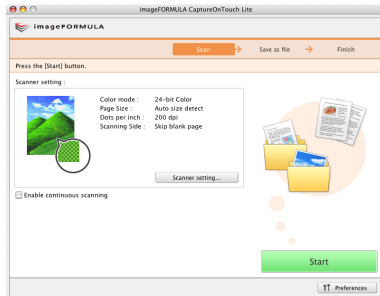 imageFORMULA CaptureOnTouch Lite
imageFORMULA
Scan
Save as file
Finish
Press the [Start] button.
Scanner setting :
Color mode : 24-bit Color
Page Size : Auto size detect
Dots per inch : 200 dpi
Scanning Side : Skip blank page
Scanner setting...
Enable continuous scanning
Start
Preferences